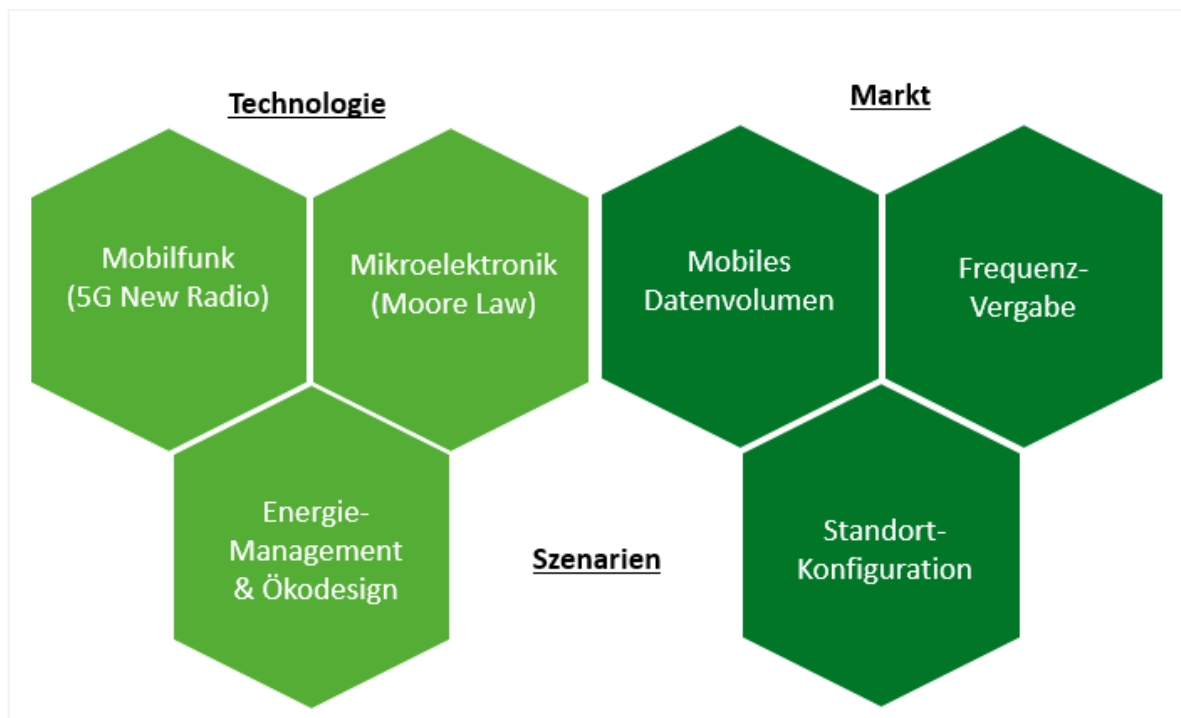 Technologie
Markt
Mobilfunk
(5G New Radio)
Mikroelektronik
(Moore Law)
Mobiles
Datenvolumen
Frequenz-
Vergabe
Energie-
Management
& Ökodesign
Szenarien
Standort-
Konfiguration